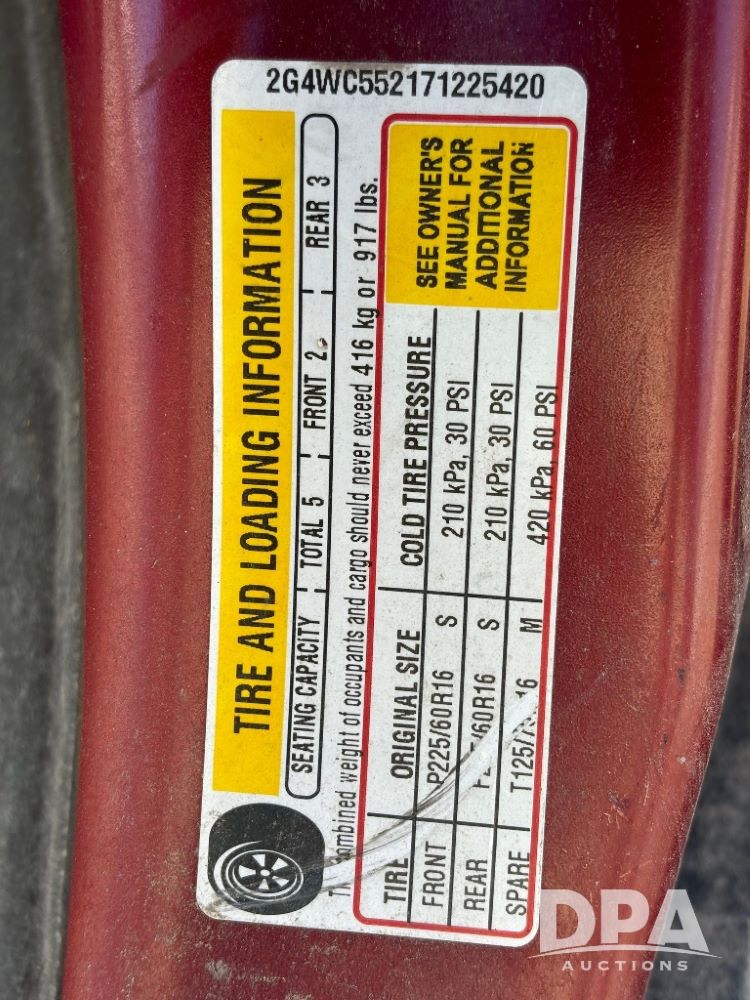 2G4WC552171225420
TIRE AND LOADING INFORMATION
SEATING CAPACITY TOTAL 5 FRONT 2 REAR 3
combined weight of occupants and cargo should never exceed 416 kg or 917 lbs.
TIRE ORIGINAL SIZE COLD TIRE PRESSURE
FRONT P225/60R16 S 210 kPa, 30 PSI
REAR S 210 kPa, 30 PSI
SPARE M 420 kPa, 60 PSI
SEE OWNER'S
MANUAL FOR
ADDITIONAL
INFORMATION
DPA
AUCTIONS